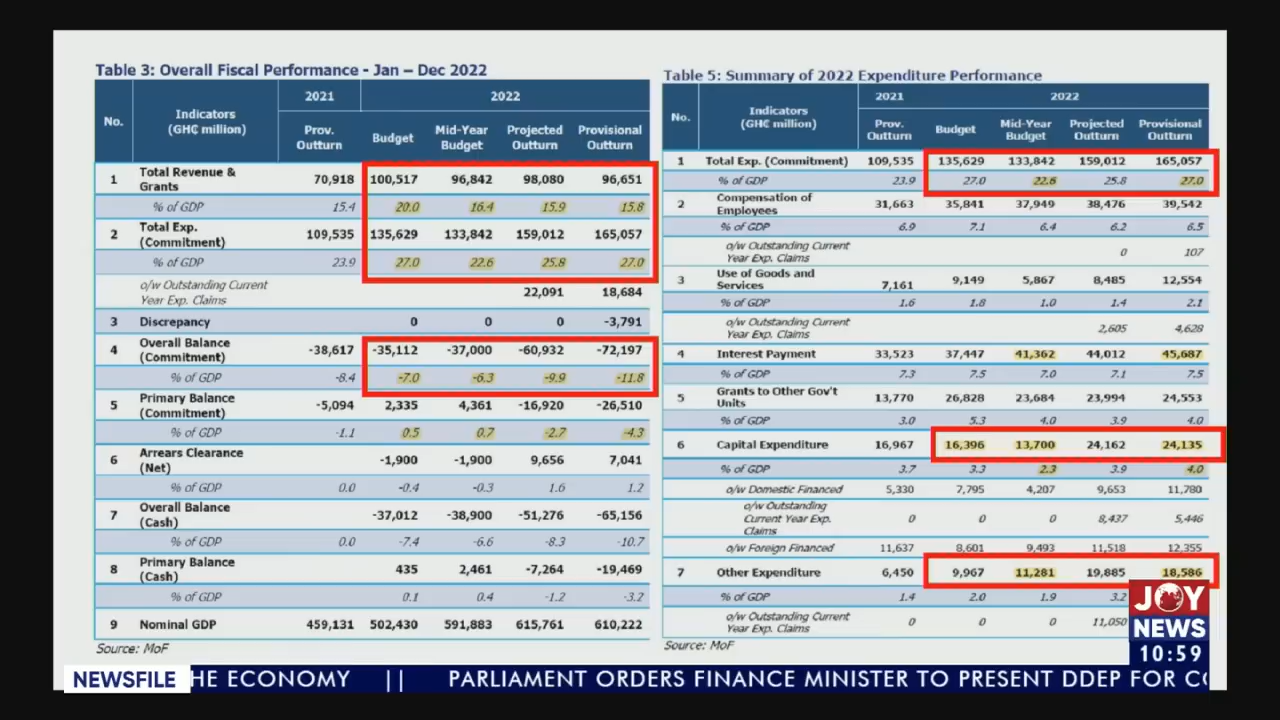 Table 3: Overall Fiscal Performance - Jan – Dec 2022
No. Indicators (GH₵ million) 2021 2022
Prov. Outturn Budget Mid-Year Budget Projected Outturn Provisional Outturn
1 Total Revenue & Grants 70,918 100,517 96,842 98,080 96,651
% of GDP 15.4 20.0 16.4 15.9 15.8
2 Total Exp. (Commitment) 109,535 135,629 133,842 159,012 165,057
% of GDP 23.9 27.0 22.6 25.8 27.0
o/w Outstanding Current Year Exp. Claims 22,091 18,684
3 Discrepancy 0 0 0 -3,791
4 Overall Balance (Commitment) -38,617 -35,112 -37,000 -60,932 -72,197
% of GDP -8.4 -7.0 -6.3 -9.9 -11.8
5 Primary Balance (Commitment) -5,094 2,335 4,361 -16,920 -26,510
% of GDP -1.1 0.5 0.7 -2.7 -4.3
6 Arrears Clearance (Net) -1,900 -1,900 9,656 7,041
% of GDP 0.0 -0.4 -0.3 1.6 1.2
7 Overall Balance (Cash) -37,012 -38,900 -51,276 -65,156
% of GDP 0.0 -7.4 -6.6 -8.3 -10.7
8 Primary Balance (Cash) 435 2,461 -7,264 -19,469
% of GDP 0.1 0.4 -1.2 -3.2
9 Nominal GDP 459,131 502,430 591,883 615,761 610,222
Source: MoF
Table 5: Summary of 2022 Expenditure Performance
No. Indicators (GH₵ million) 2021 2022
Prov. Outturn Budget Mid-Year Budget Projected Outturn Provisional Outturn
1 Total Exp. (Commitment) 109,535 135,629 133,842 159,012 165,057
% of GDP 23.9 27.0 22.6 25.8 27.0
2 Compensation of Employees 31,663 35,841 37,949 38,476 39,542
% of GDP 6.9 7.1 6.4 6.2 6.5
o/w Outstanding Current Year Exp. Claims 0 107
3 Use of Goods and Services 7,161 9,149 5,867 8,485 12,554
% of GDP 1.6 1.8 1.0 1.4 2.1
o/w Outstanding Current Year Exp. Claims 2,605 4,628
4 Interest Payment 33,523 37,447 41,362 44,012 45,687
% of GDP 7.3 7.5 7.0 7.1 7.5
5 Grants to Other Gov't Units 13,770 26,828 23,684 23,994 24,553
% of GDP 3.0 5.3 4.0 3.9 4.0
6 Capital Expenditure 16,967 16,396 13,700 24,162 24,135
% of GDP 3.7 3.3 2.3 3.9 4.0
o/w Domestic Financed 5,330 7,795 4,207 9,653 11,780
o/w Outstanding Current Year Exp. Claims 0 0 0 8,437 5,446
o/w Foreign Financed 11,637 8,601 9,493 11,518 12,355
7 Other Expenditure 6,450 9,967 11,281 19,885 18,586
% of GDP 1.4 2.0 1.9 3.2
o/w Outstanding Current Year Exp. Claims 0 0 0 11,050
Source: MoF
JOY
NEWS
10:59
NEWSFILE HE ECONOMY || PARLIAMENT ORDERS FINANCE MINISTER TO PRESENT DDEP FOR